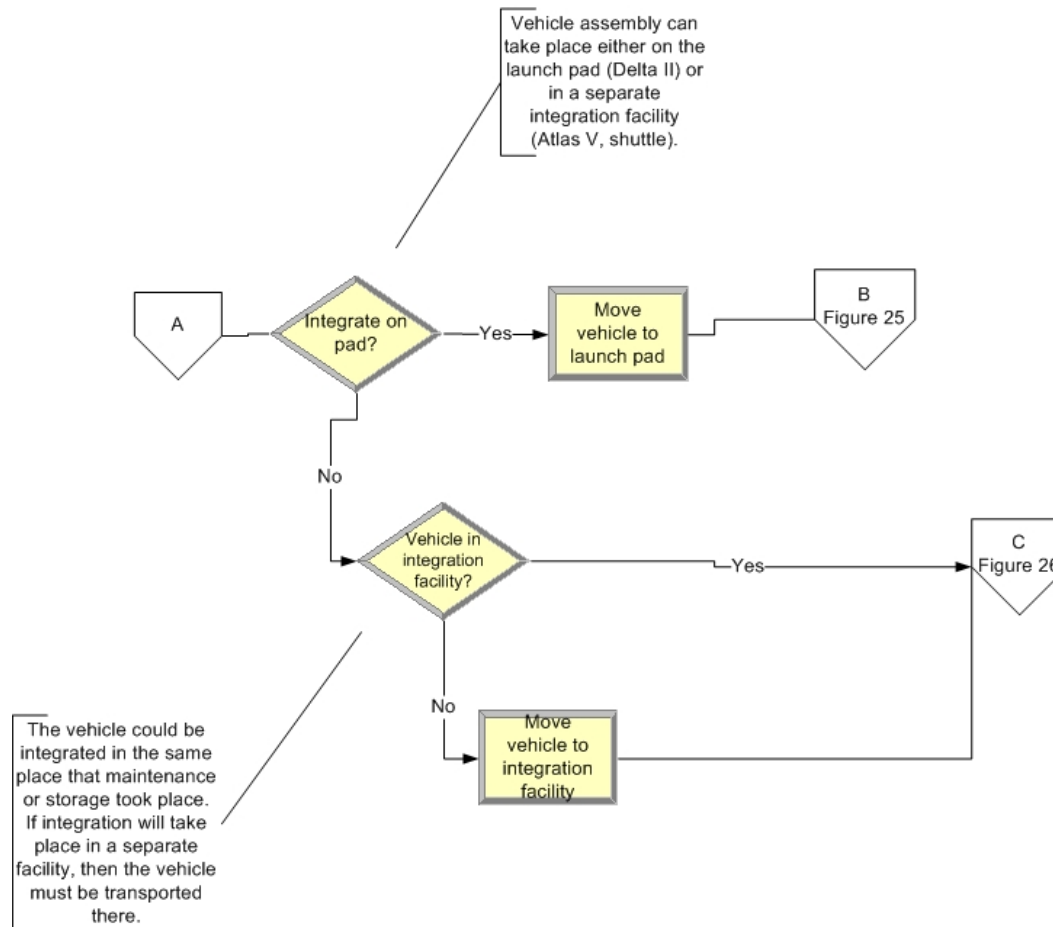 Vehicle assembly can
take place either on the
launch pad (Delta II) or
in a separate
integration facility
(Atlas V, shuttle).
A
Integrate on
pad?
Yes
Move
vehicle to
launch pad
B
Figure 25
No
Vehicle in
integration
facility?
Yes
C
Figure 26
No
Move
vehicle to
integration
facility
The vehicle could be
integrated in the same
place that maintenance
or storage took place.
If integration will take
place in a separate
facility, then the vehicle
must be transported
there.